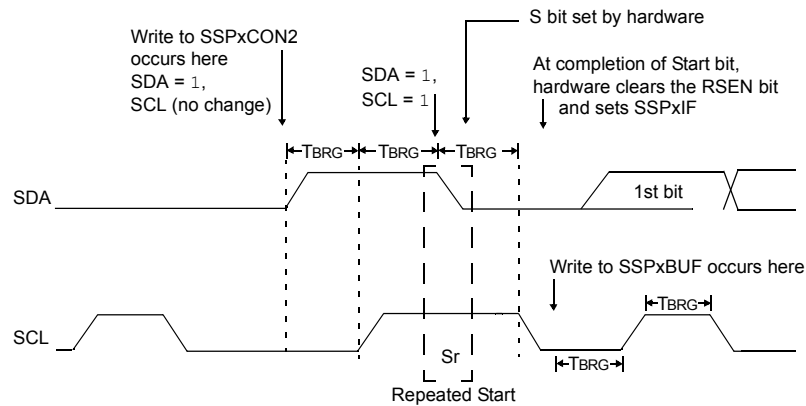 S bit set by hardware
Write to SSPxCON2
occurs here
SDA = 1,
SCL (no change)
SDA = 1,
SCL = 1
At completion of Start bit,
hardware clears the RSEN bit
and sets SSPxIF
TBRG TBRG TBRG
SDA
1st bit
Write to SSPxBUF occurs here
TBRG
SCL
Sr
TBRG
Repeated Start